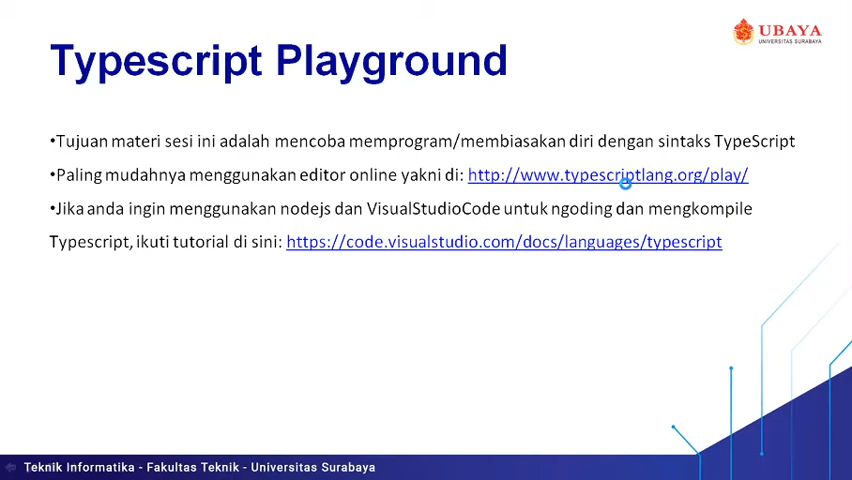 UBAYA
UNIVERSITAS SURABAYA
Typescript Playground
•Tujuan materi sesi ini adalah mencoba memprogram/membiasakan diri dengan sintaks TypeScript
•Paling mudahnya menggunakan editor online yakni di: http://www.typescriptlang.org/play/
•Jika anda ingin menggunakan nodejs dan VisualStudioCode untuk ngoding dan mengkompile
Typescript, ikuti tutorial di sini: https://code.visualstudio.com/docs/languages/typescript
Teknik Informatika - Fakultas Teknik - Universitas Surabaya